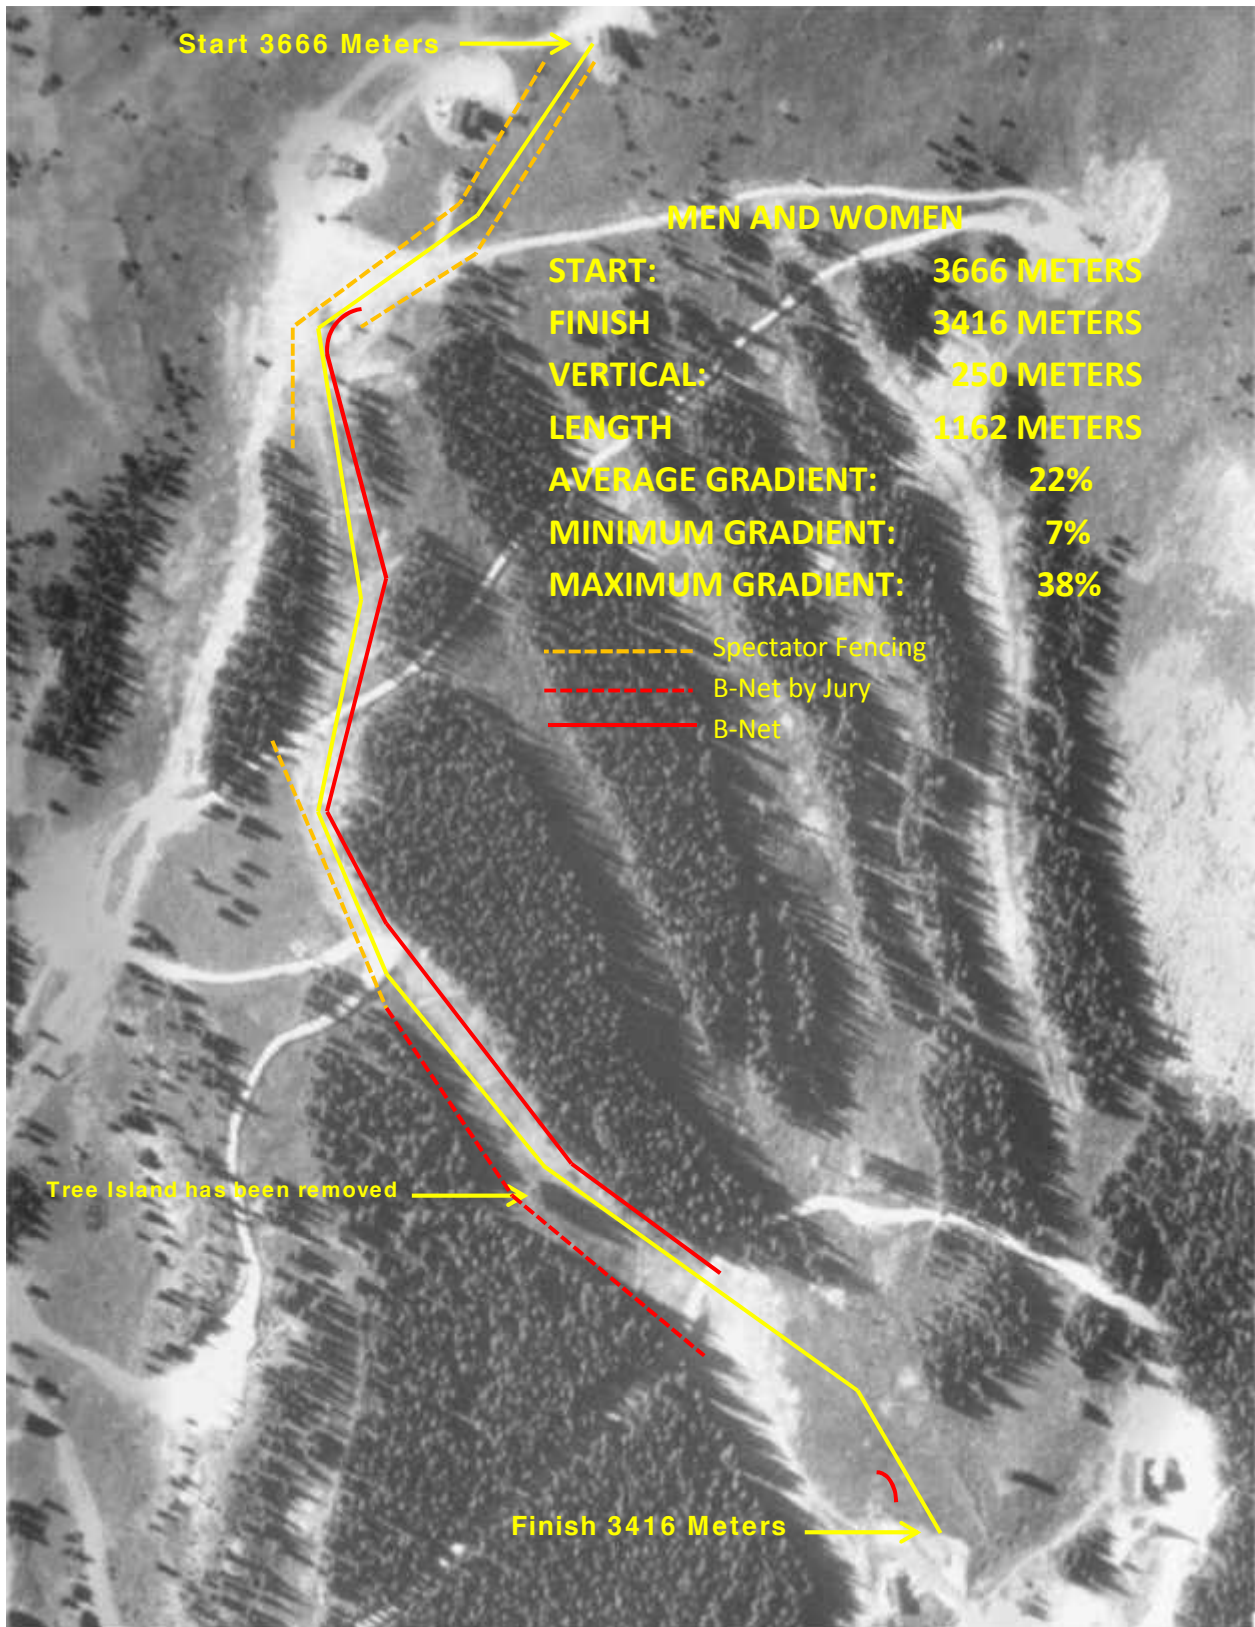 Start 3666 Meters
MEN AND WOMEN
START: 3666 METERS
FINISH 3416 METERS
VERTICAL: 250 METERS
LENGTH 1162 METERS
AVERAGE GRADIENT: 22%
MINIMUM GRADIENT: 7%
MAXIMUM GRADIENT: 38%
Spectator Fencing
B-Net by Jury
B-Net
Tree Island has been removed
Finish 3416 Meters